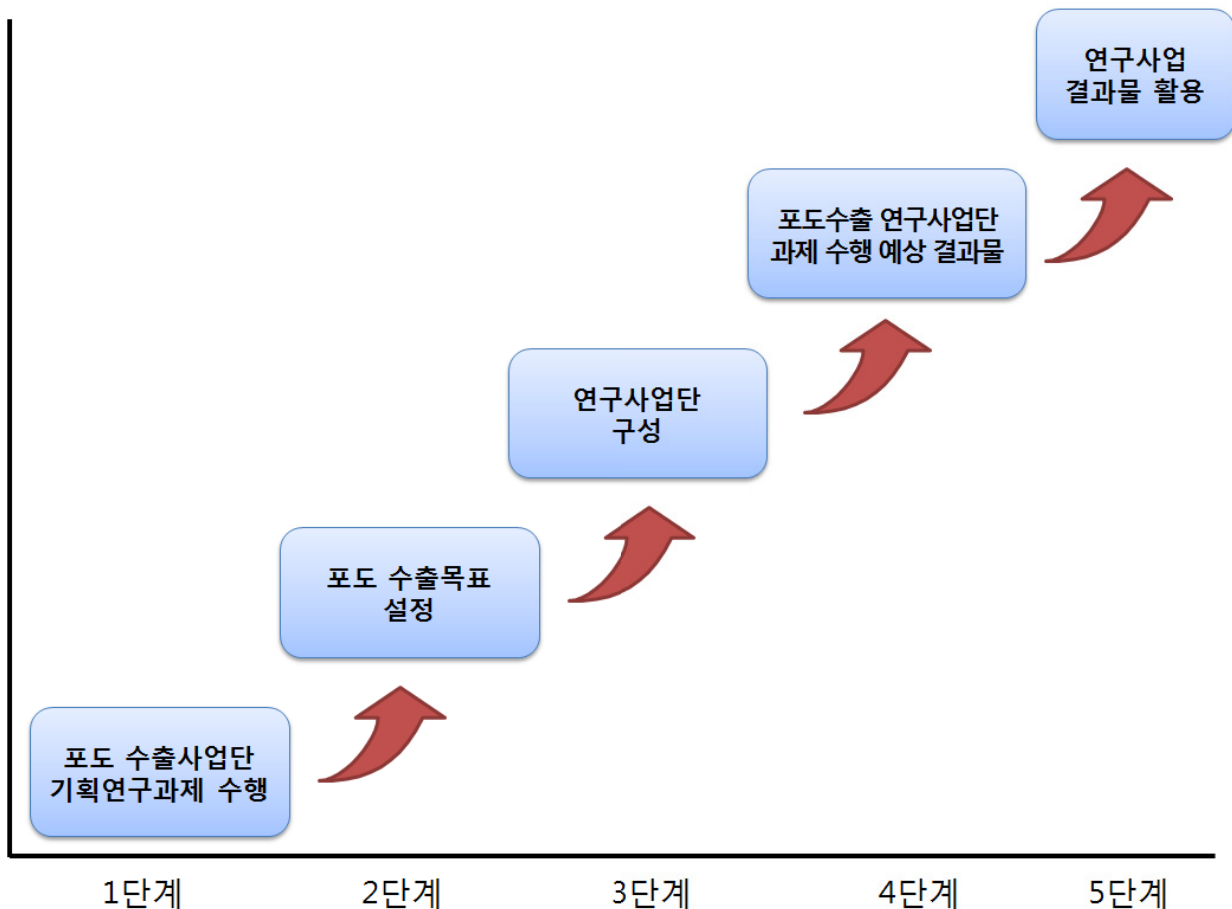 연구사업
결과물 활용
포도수출 연구사업단
과제 수행 예상 결과물
연구사업단
구성
포도 수출목표
설정
포도 수출사업단
기획연구과제 수행
1단계 2단계 3단계 4단계 5단계